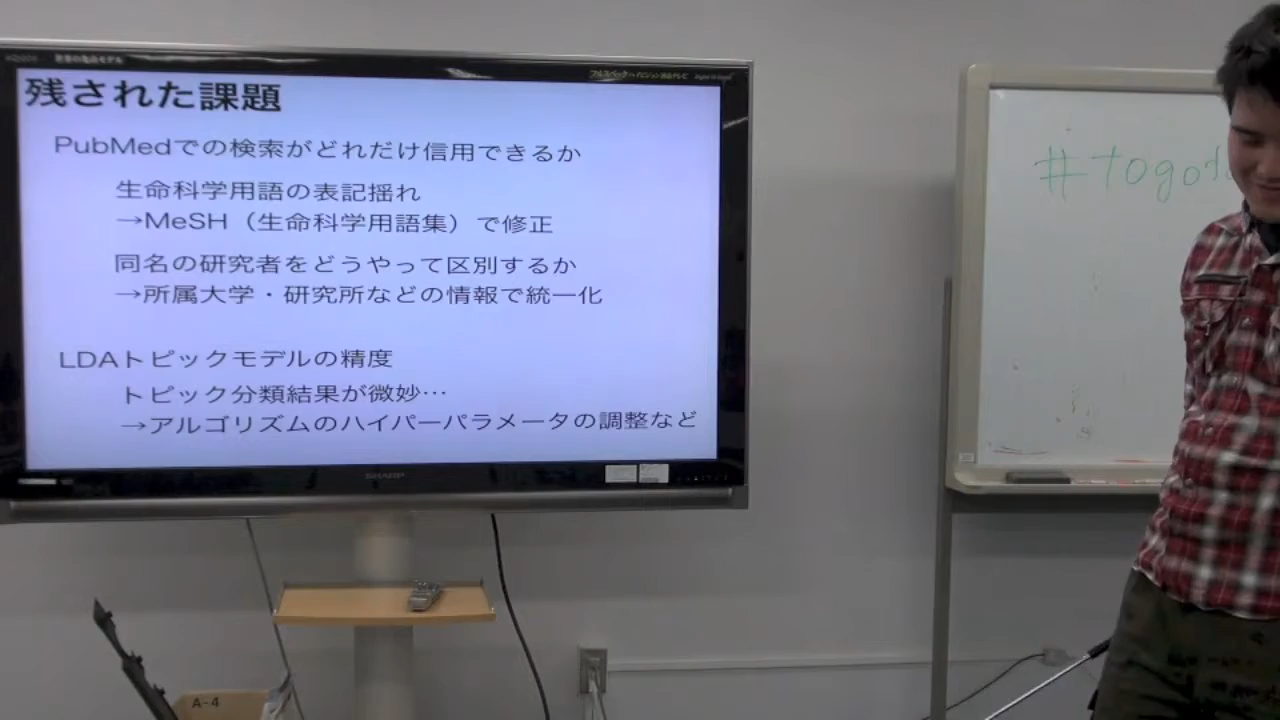 残された課題
PubMedでの検索がどれだけ信用できるか
生命科学用語の表記揺れ
→MeSH（生命科学用語集）で修正
同名の研究者をどうやって区別するか
→所属大学・研究所などの情報で統一化
LDAトピックモデルの精度
トピック分類結果が微妙…
→アルゴリズムのハイパーパラメータの調整など
SHARP
#togo
A-4